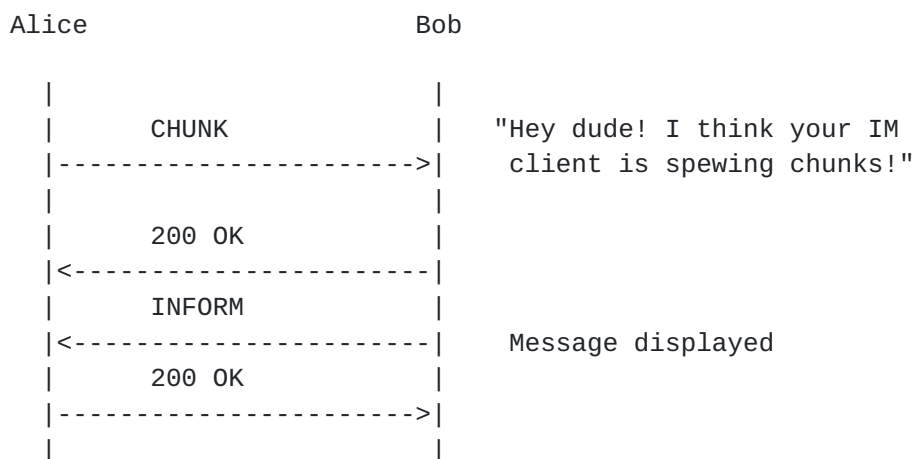 Alice Bob
| |
| CHUNK | "Hey dude! I think your IM
|----------------------->| client is spewing chunks!"
| |
| 200 OK |
|<-----------------------|
| INFORM |
|<-----------------------| Message displayed
| 200 OK |
|----------------------->|
| |